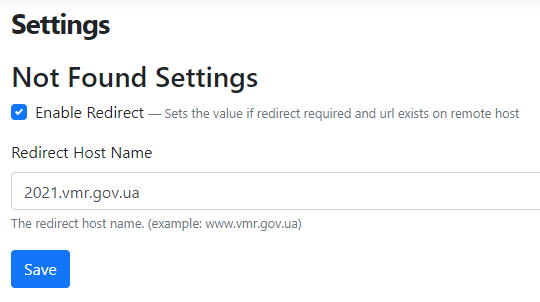 Settings
Not Found Settings
Enable Redirect — Sets the value if redirect required and url exists on remote host
Redirect Host Name
2021.vmr.gov.ua
The redirect host name. (example: www.vmr.gov.ua)
Save